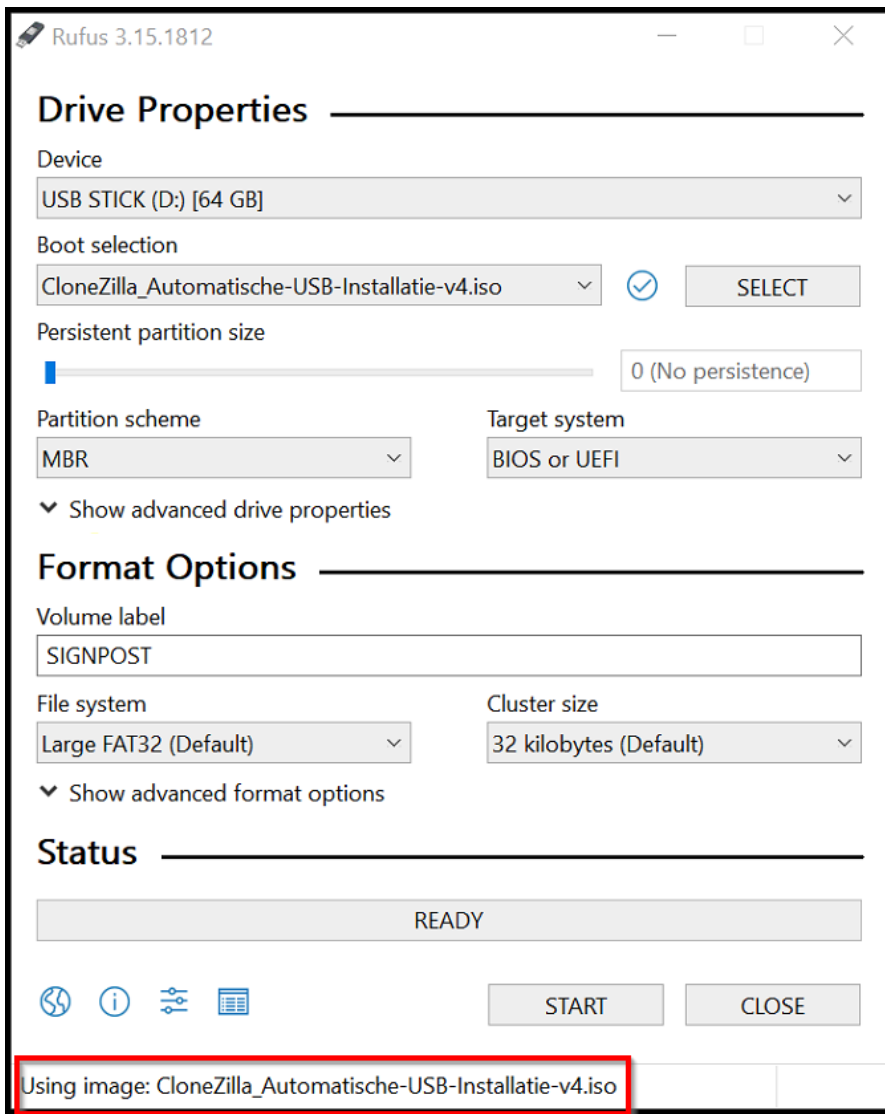 Rufus 3.15.1812
Drive Properties
Device
USB STICK (D:) [64 GB]
Boot selection
CloneZilla_Automatische-USB-Installatie-v4.iso
SELECT
Persistent partition size
0 (No persistence)
Partition scheme
Target system
MBR
BIOS or UEFI
Show advanced drive properties
Format Options
Volume label
SIGNPOST
File system
Cluster size
Large FAT32 (Default)
32 kilobytes (Default)
Show advanced format options
Status
READY
START
CLOSE
Using image: CloneZilla_Automatische-USB-Installatie-v4.iso